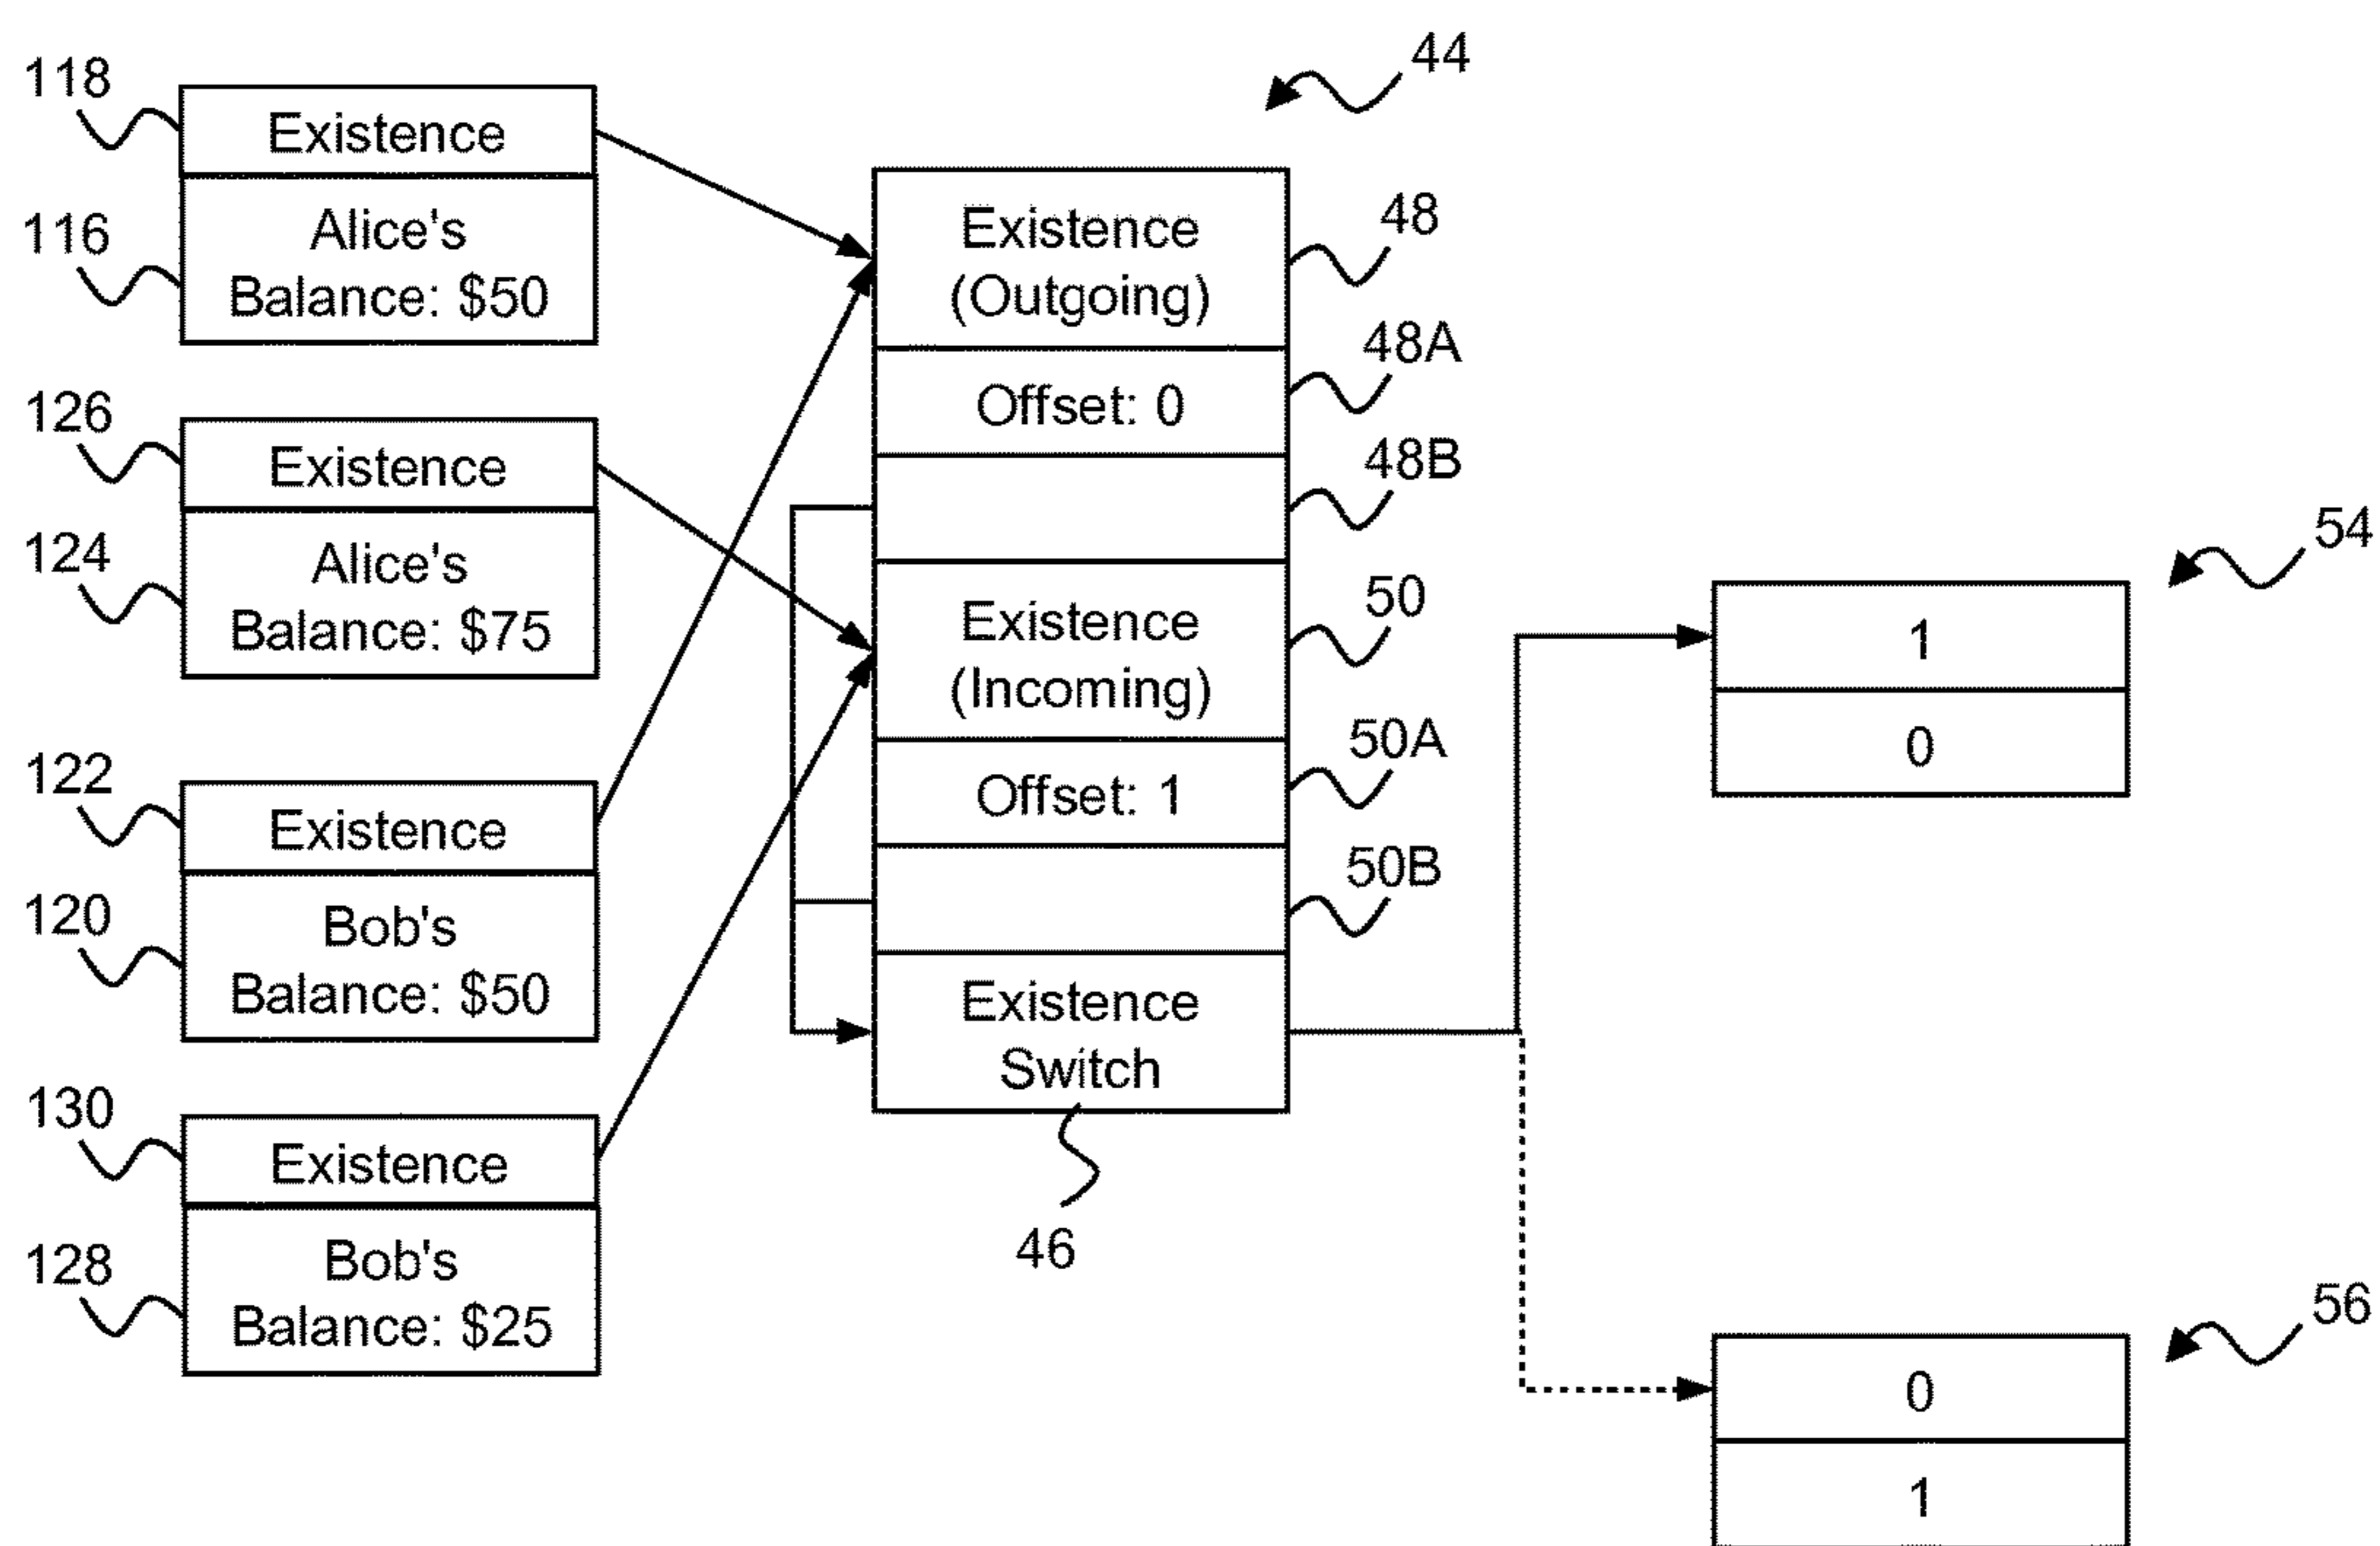 44
118
Existence
116
Alice's
Balance: $50
126
Existence
124
Alice's
Balance: $75
122
Existence
120
Bob's
Balance: $50
130
Existence
128
Bob's
Balance: $25
Existence
(Outgoing)
48
Offset: 0
48A
48B
Existence
(Incoming)
50
Offset: 1
50A
50B
Existence
Switch
46
54
1
0
56
0
1